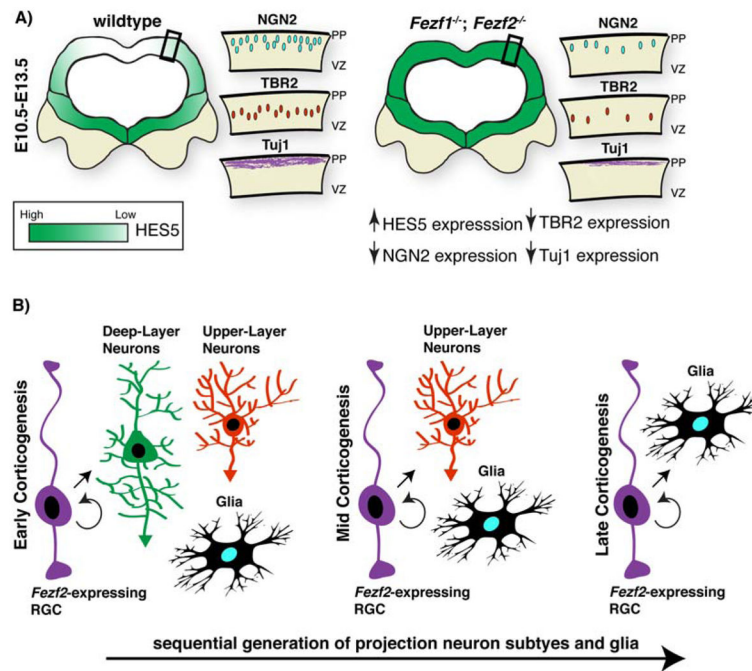 A)
wildtype
E10.5-E13.5
NGN2
PP
VZ
TBR2
VZ
Tuj1
PP
VZ
High
Low
HES5
Fezf1-/-; Fezf2-/-
NGN2
PP
VZ
TBR2
PP
VZ
Tuj1
PP
VZ
HES5 expresssion
TBR2 expression
NGN2 expression
Tuj1 expression
B)
Early Corticogenesis
Deep-Layer
Neurons
Upper-Layer
Neurons
Glia
Fezf2-expressing
RGC
Mid Corticogenesis
Upper-Layer
Neurons
Glia
Fezf2-expressing
RGC
Late Corticogenesis
Glia
Fezf2-expressing
RGC
sequential generation of projection neuron subtyes and glia